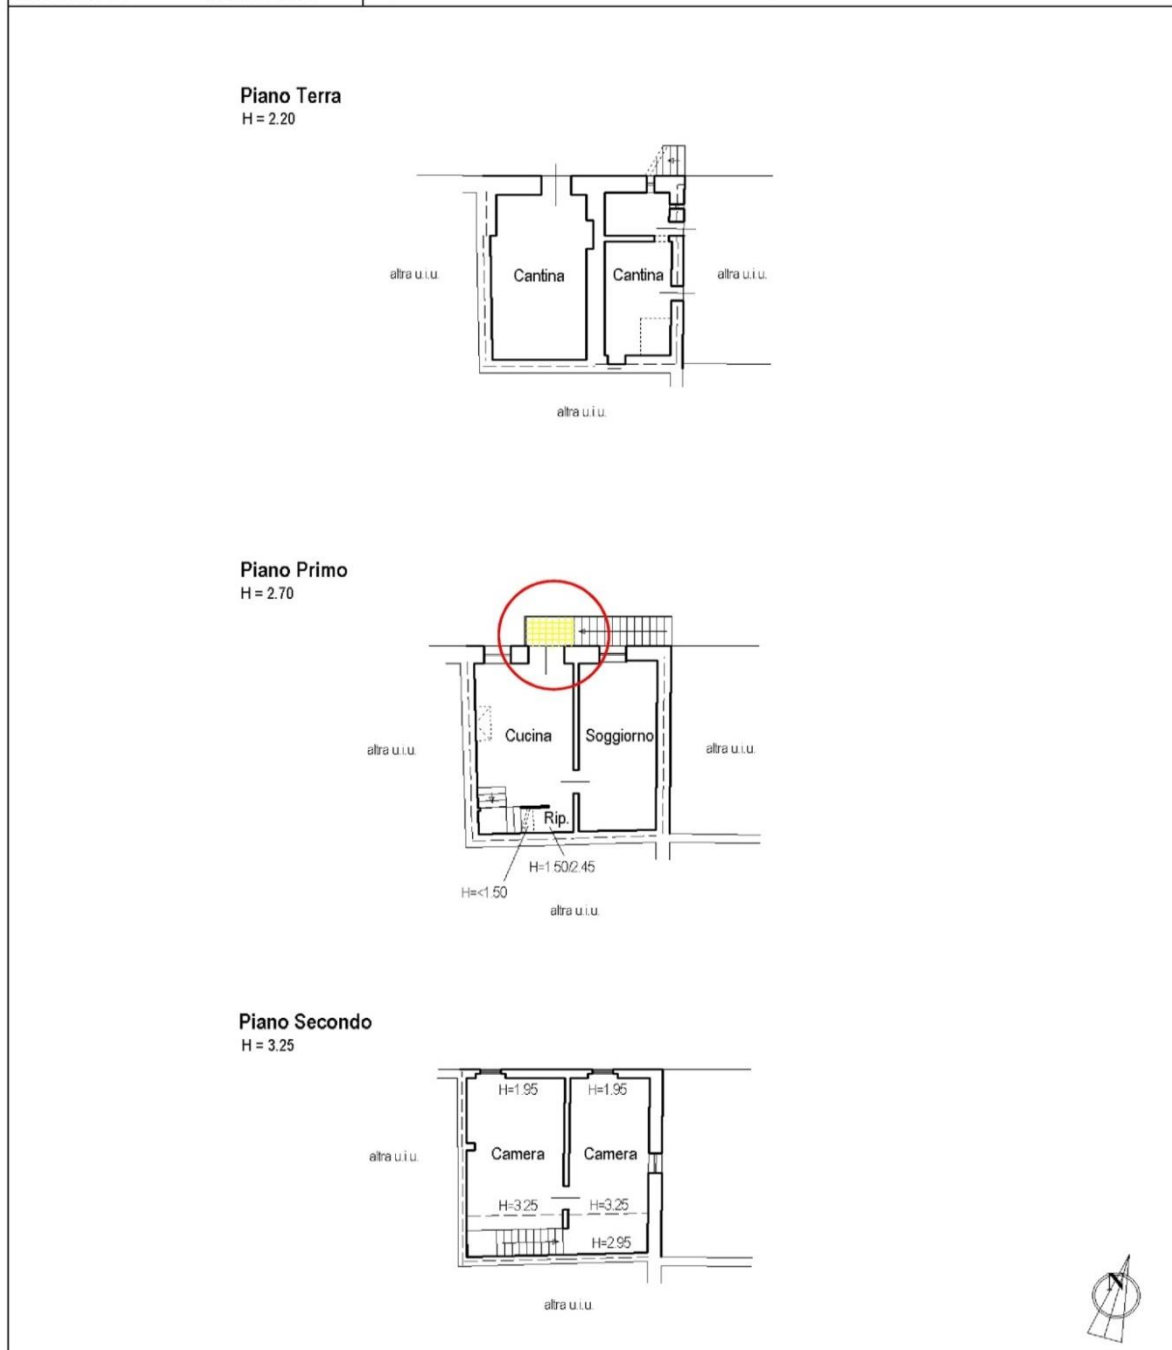 Piano Terra
H = 2.20
altra u.i.u.
Cantina
Cantina
altra u.i.u.
altra u.i.u.
Piano Primo
H = 2.70
altra u.i.u.
Cucina
Soggiorno
altra u.i.u.
Rip.
H=1.50/2.45
H=<1.50
altra u.i.u.
Piano Secondo
H = 3.25
H=1.95
H=1.95
altra u.i.u.
Camera
Camera
H=3.25
H=3.25
H=2.95
altra u.i.u.
N